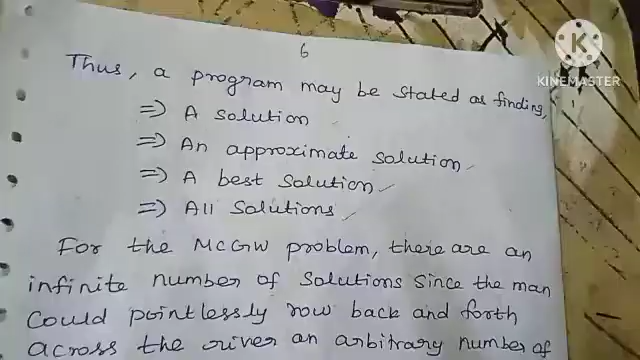 6
Thus, a program may be stated as finding,
=> A solution
=> An approximate solution
=> A best solution
=> All solutions
For the MCGW problem, there are an
infinite number of solutions since the man
could pointlessly row back and forth
across the river an arbitrary number of
KINEMASTER